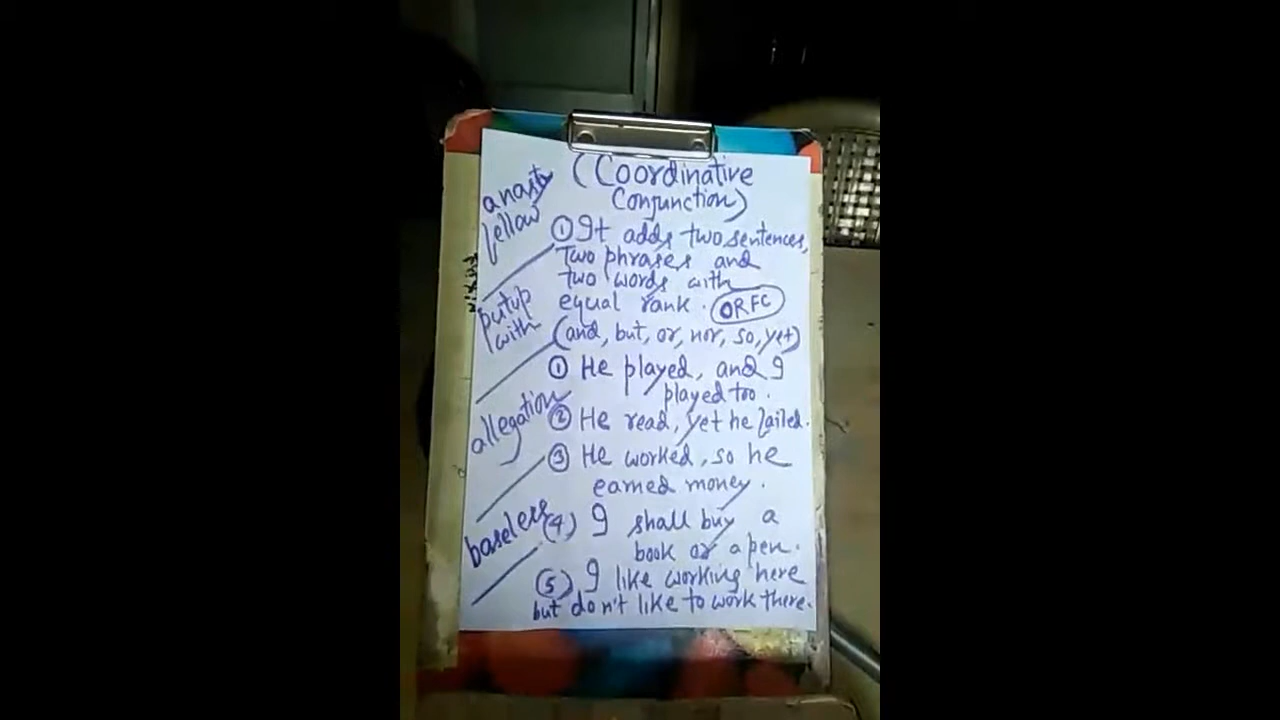 (Coordinative
Conjunction)
① It adds two sentences,
Two phrases and
two words with
equal rank. ORFC
(and, but, or, nor, so, yet)
① He played, and I
played too.
② He read, yet he failed.
③ He worked, so he
earned money.
(4) I shall buy a
book or a pen.
⑤ I like working here
but don't like to work there.
a nasty
fellow
putup
with
allegation
baseless